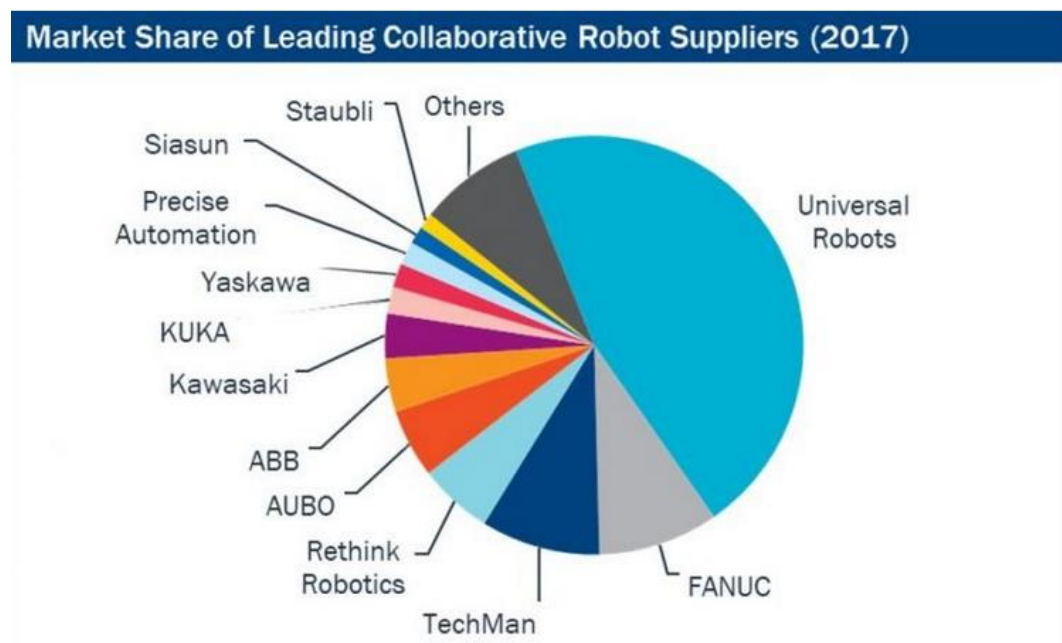 Market Share of Leading Collaborative Robot Suppliers (2017)
Staubli
Others
Siasun
Precise
Automation
Yaskawa
KUKA
Kawasaki
ABB
AUBO
Rethink
Robotics
TechMan
FANUC
Universal
Robots